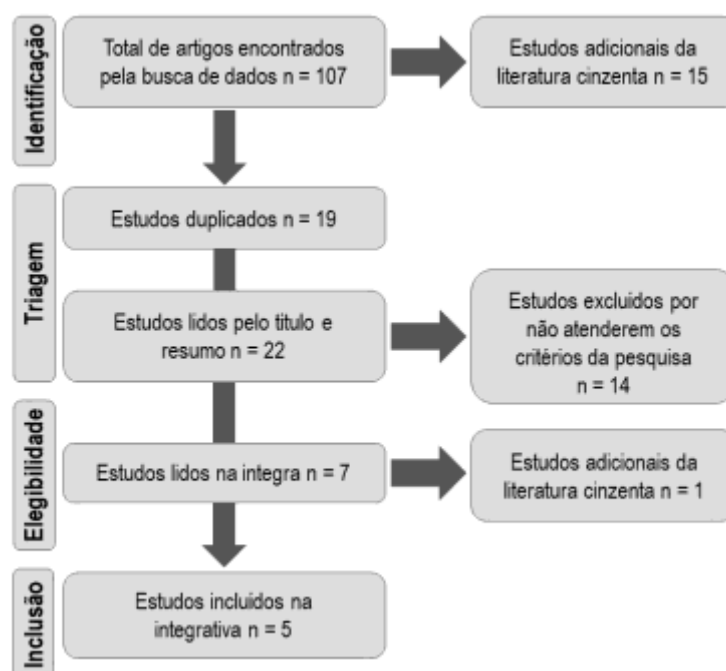 Identificação
Total de artigos encontrados
pela busca de dados n = 107
Estudos adicionais da
literatura cinzenta n = 15
Triagem
Estudos duplicados n = 19
Estudos lidos pelo titulo e
resumo n = 22
Estudos excluidos por
não atenderem os
critérios da pesquisa
n = 14
Elegibilidade
Estudos lidos na integra n = 7
Estudos adicionais da
literatura cinzenta n = 1
Inclusão
Estudos incluidos na
integrativa n = 5